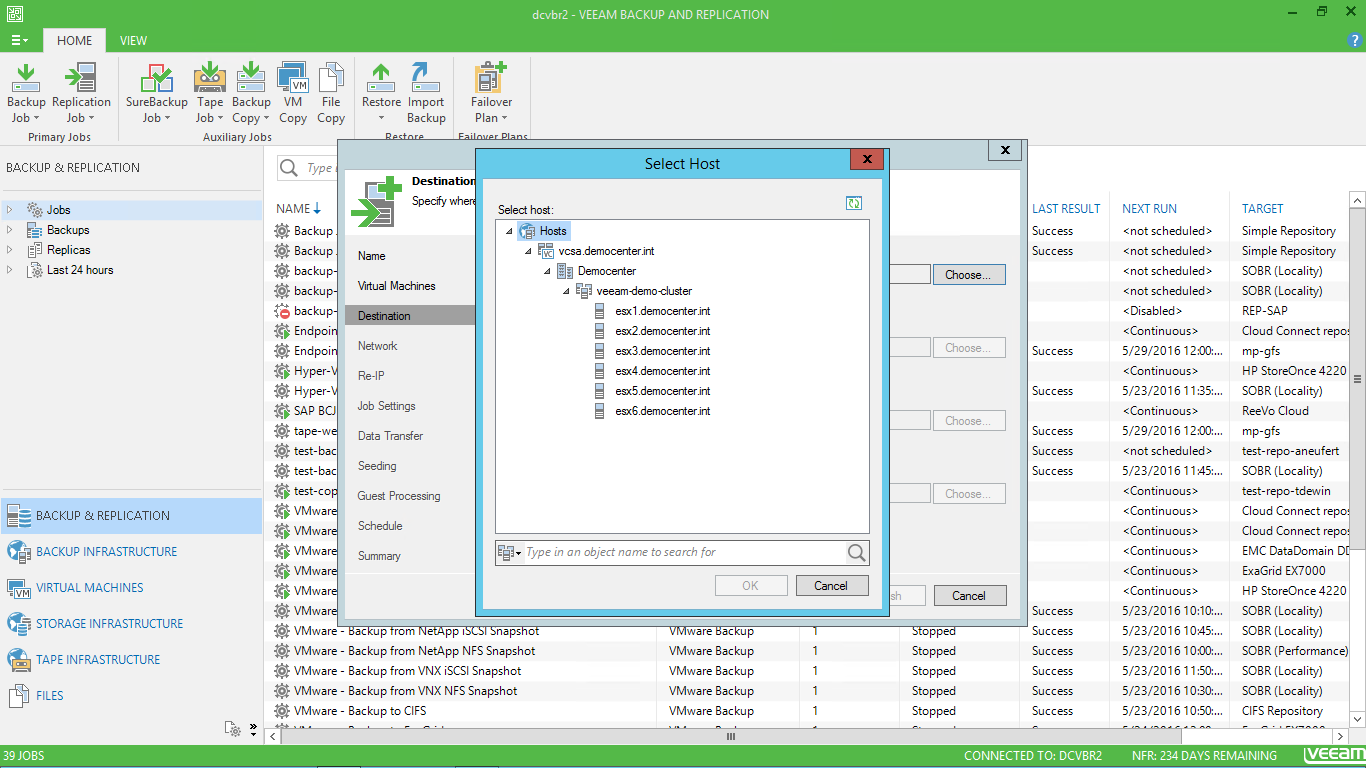 dcvbr2 - VEEAM BACKUP AND REPLICATION
HOME VIEW
Backup Job
Replication Job
SureBackup Job
Tape Job
Backup Copy
VM Copy
File Copy
Restore
Import Backup
Failover Plan
Primary Jobs
Auxiliary Jobs
Restore
Failover Plans
BACKUP & REPLICATION
Jobs
Backups
Replicas
Last 24 hours
BACKUP & REPLICATION
BACKUP INFRASTRUCTURE
VIRTUAL MACHINES
STORAGE INFRASTRUCTURE
TAPE INFRASTRUCTURE
FILES
Type
NAME LAST RESULT NEXT RUN TARGET
Backup Success <not scheduled> Simple Repository
Backup Success <not scheduled> Simple Repository
backup- <not scheduled> SOBR (Locality)
backup- <not scheduled> SOBR (Locality)
backup- <Disabled> REP-SAP
Endpoin <Continuous> Cloud Connect repos
Endpoin Success 5/29/2016 12:00:... mp-gfs
Hyper-V <Continuous> HP StoreOnce 4220
Hyper-V Success 5/23/2016 11:35:... SOBR (Locality)
SAP BCJ <Continuous> ReeVo Cloud
tape-we Success 5/29/2016 12:00:... mp-gfs
test-bac Success <not scheduled> test-repo-aneufert
test-bac Success 5/23/2016 11:45:... SOBR (Locality)
test-cop <Continuous> test-repo-tdewin
VMware <Continuous> Cloud Connect repos
VMware <Continuous> Cloud Connect repos
VMware <Continuous> EMC DataDomain DD
VMware <Continuous> ExaGrid EX7000
VMware <Continuous> HP StoreOnce 4220
VMware Success 5/23/2016 10:10:... SOBR (Locality)
VMware - Backup from NetApp iSCSI Snapshot VMware Backup 1 Stopped Success 5/23/2016 10:45:... SOBR (Locality)
VMware - Backup from NetApp NFS Snapshot VMware Backup 1 Stopped Success 5/23/2016 10:00:... SOBR (Performance)
VMware - Backup from VNX iSCSI Snapshot VMware Backup 1 Stopped Success 5/23/2016 11:50:... SOBR (Locality)
VMware - Backup from VNX NFS Snapshot VMware Backup 1 Stopped Success 5/23/2016 10:30:... SOBR (Locality)
VMware - Backup to CIFS VMware Backup 1 Stopped Success 5/23/2016 10:50:... CIFS Repository
Destination
Specify where
Name
Virtual Machines
Destination
Network
Re-IP
Job Settings
Data Transfer
Seeding
Guest Processing
Schedule
Summary
Choose...
Choose...
Choose...
Choose...
sh Cancel
Select Host
Select host:
Hosts
vcsa.democenter.int
Democenter
veeam-demo-cluster
esx1.democenter.int
esx2.democenter.int
esx3.democenter.int
esx4.democenter.int
esx5.democenter.int
esx6.democenter.int
Type in an object name to search for
OK Cancel
39 JOBS CONNECTED TO: DCVBR2 NFR: 234 DAYS REMAINING veeam